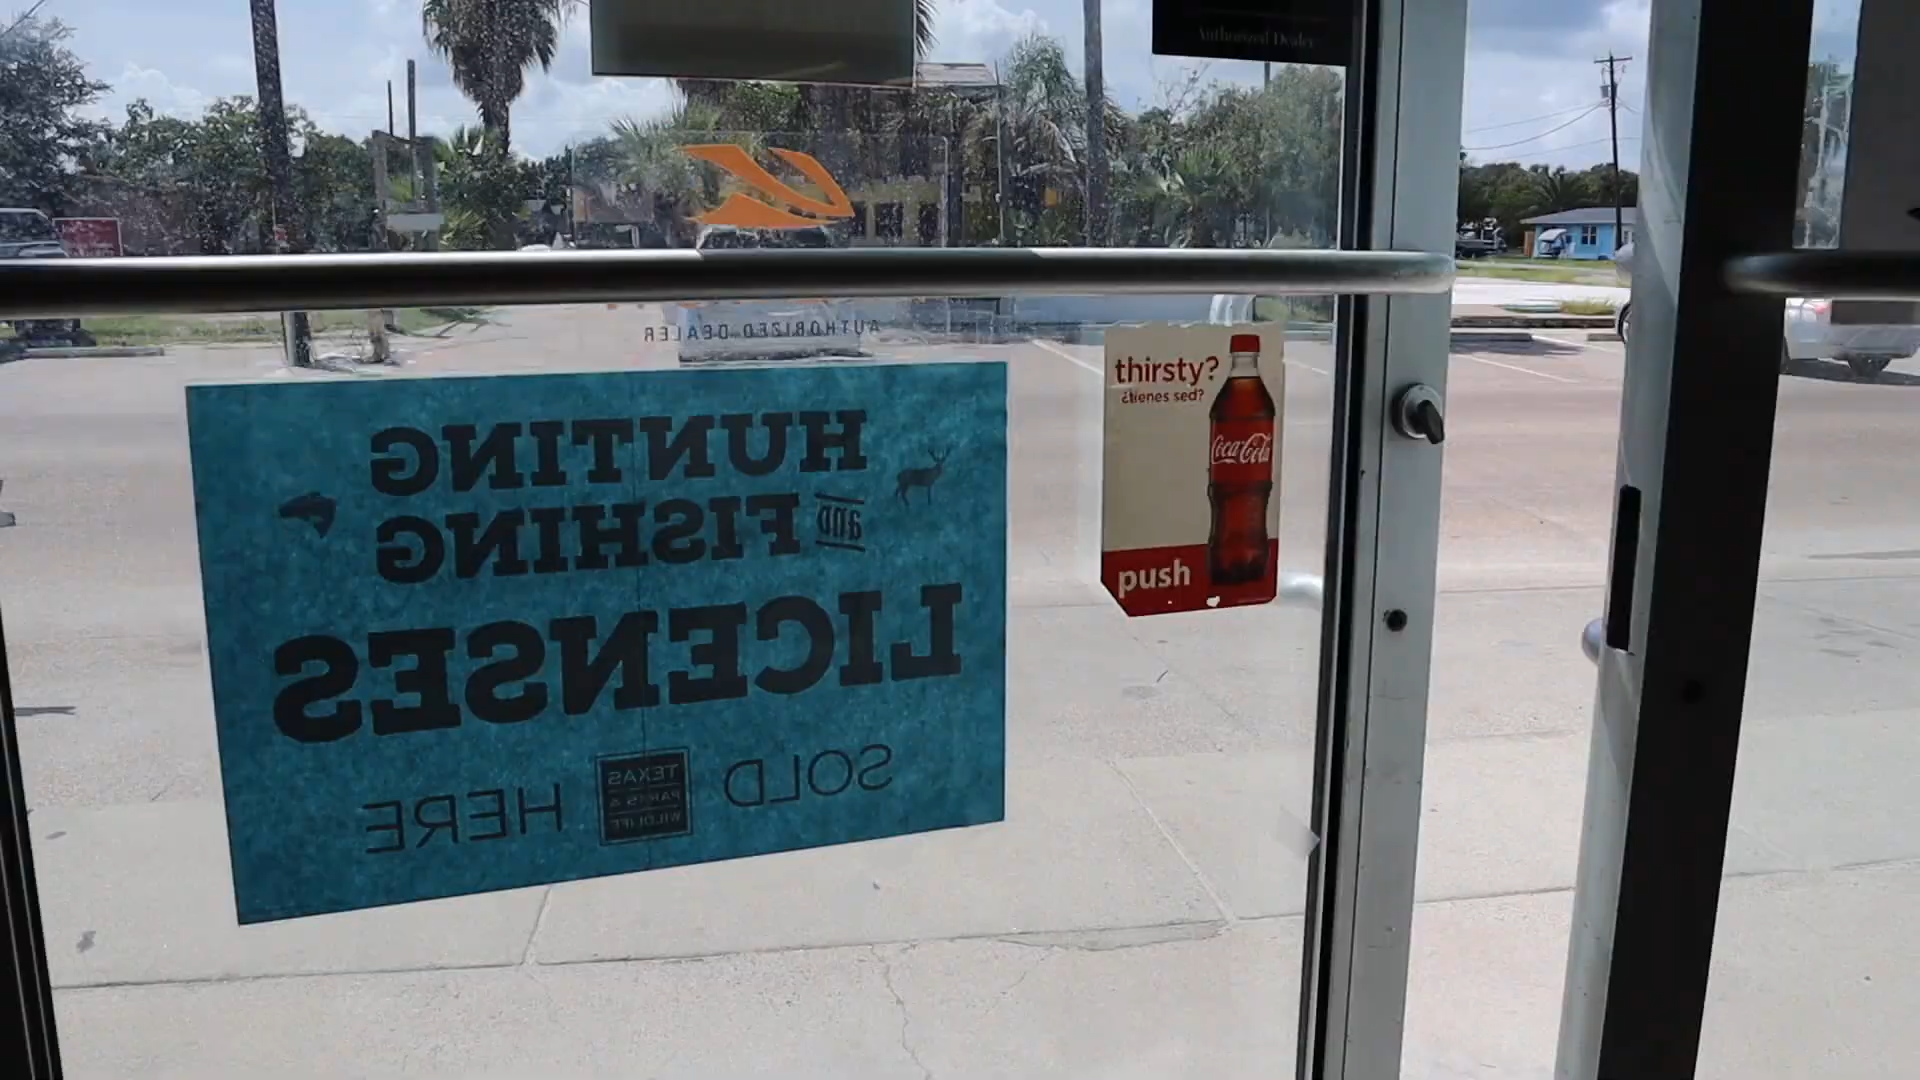 Authorized Dealer
AUTHORIZED DEALER
thirsty?
¿tienes sed?
Coca-Cola
push
HUNTING
and FISHING
LICENSES
SOLD HERE
TEXAS
PARKS &
WILDLIFE